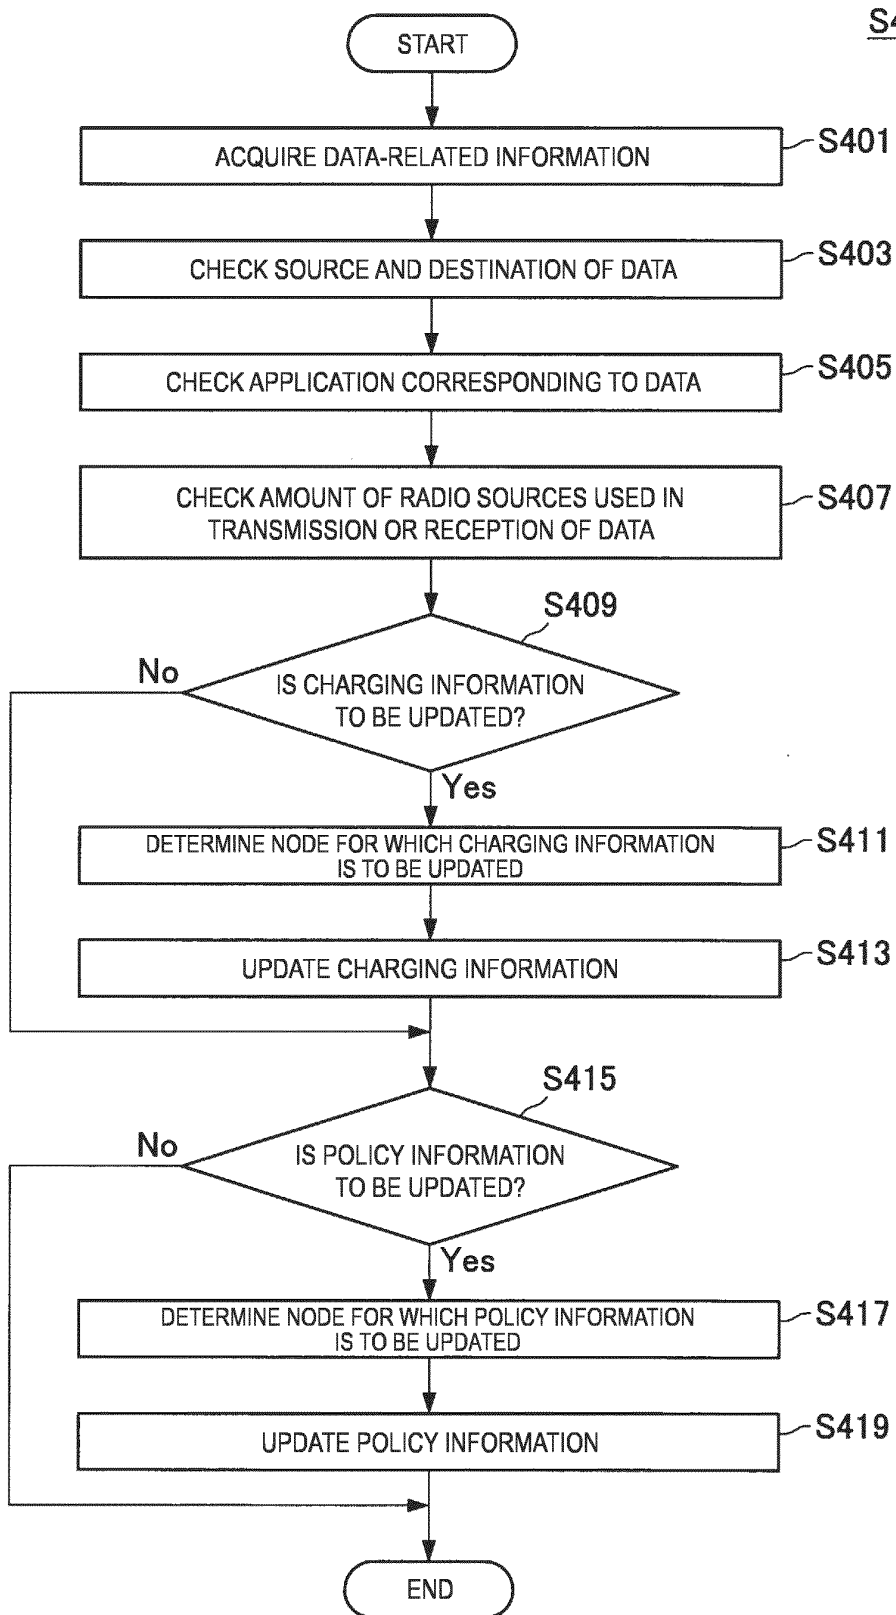 S4
START
ACQUIRE DATA-RELATED INFORMATION
S401
CHECK SOURCE AND DESTINATION OF DATA
S403
CHECK APPLICATION CORRESPONDING TO DATA
S405
CHECK AMOUNT OF RADIO SOURCES USED IN
TRANSMISSION OR RECEPTION OF DATA
S407
S409
No
IS CHARGING INFORMATION
TO BE UPDATED?
Yes
DETERMINE NODE FOR WHICH CHARGING INFORMATION
IS TO BE UPDATED
S411
UPDATE CHARGING INFORMATION
S413
S415
No
IS POLICY INFORMATION
TO BE UPDATED?
Yes
DETERMINE NODE FOR WHICH POLICY INFORMATION
IS TO BE UPDATED
S417
UPDATE POLICY INFORMATION
S419
END